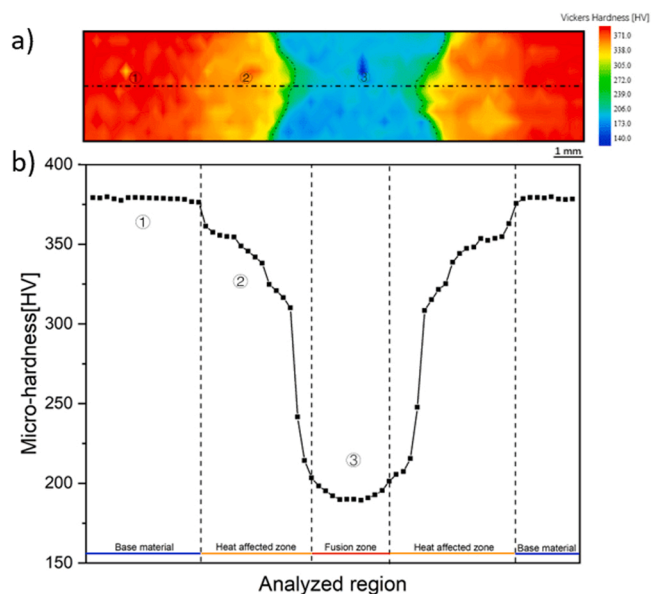 Vickers Hardness [HV]
a)
371.0
338.0
305.0
272.0
239.0
206.0
173.0
140.0
① ② 3
1 mm
b)
400
350
300
250
200
150
Micro-hardness[HV]
①
②
③
Base material Heat affected zone Fusion zone Heat affected zone Base material
Analyzed region